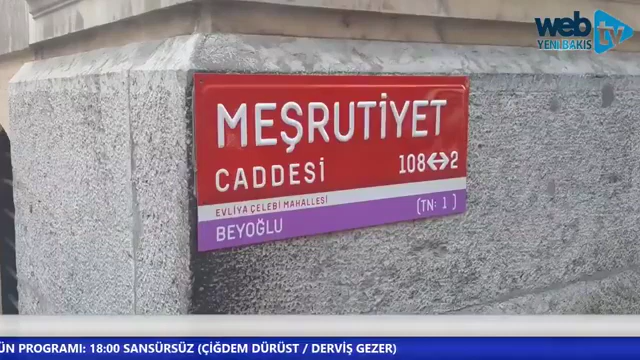 web tv
YENİBAKIŞ
MEŞRUTİYET
CADDESİ 108↔2
EVLİYA ÇELEBİ MAHALLESİ
BEYOĞLU (TN: 1 )
ÜN PROGRAMI: 18:00 SANSÜRSÜZ (ÇİĞDEM DÜRÜST / DERVİŞ GEZER)